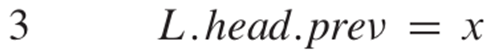 3 L.head.prev = x